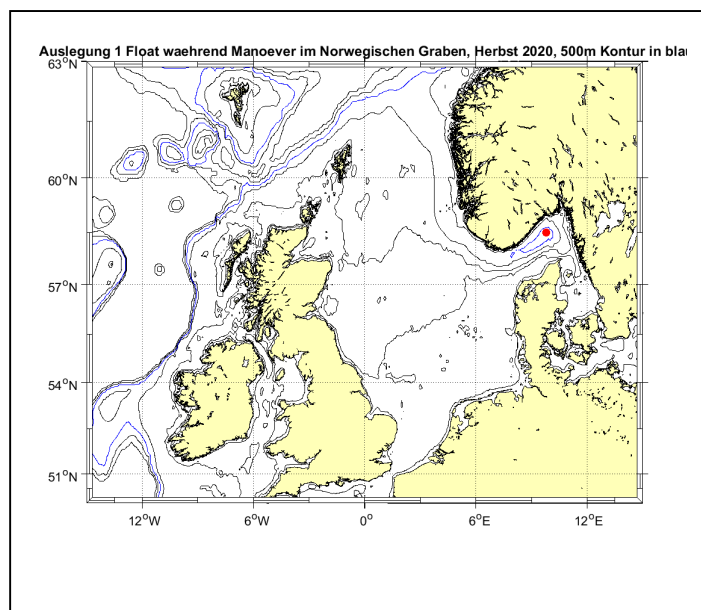 Auslegung 1 Float waehrend Manoever im Norwegischen Graben, Herbst 2020, 500m Kontur in blau
63°N
60°N
57°N
54°N
51°N
12°W
6°W
0°
6°E
12°E